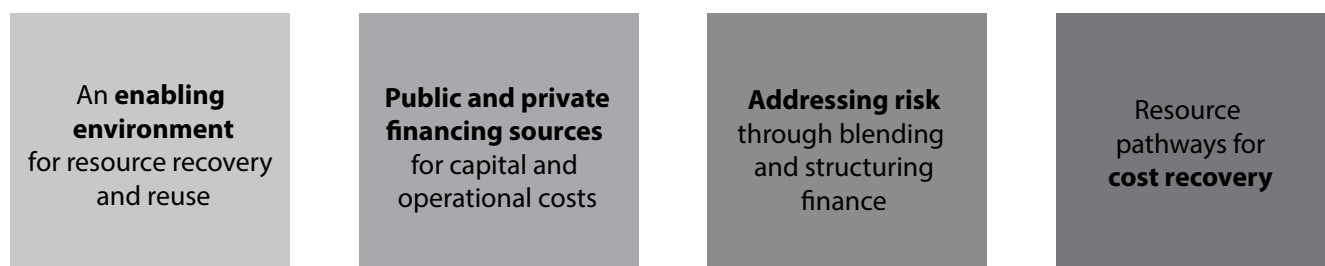 An enabling
environment
for resource recovery
and reuse
Public and private
financing sources
for capital and
operational costs
Addressing risk
through blending
and structuring
finance
Resource
pathways for
cost recovery